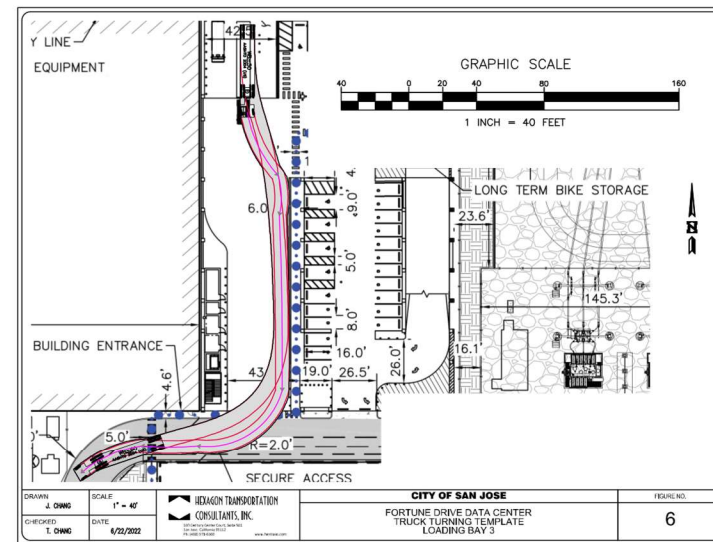 42
Y LINE
EQUIPMENT
GRAPHIC SCALE
40 0 20 40 80 160
1 INCH = 40 FEET
LONG TERM BIKE STORAGE
23.6'
N
9.0'
6.0
5.0'
145.3'
8.0'
BUILDING ENTRANCE
16.0'
26.0'
16.1'
4.6'
43
19.0'
26.5'
5.0'
R=2.0'
SECURE ACCESS
DRAWN
J. CHANG
SCALE
1" = 40'
CHECKED
T. CHANG
DATE
6/22/2022
HEXAGON TRANSPORTATION
CONSULTANTS, INC.
CITY OF SAN JOSE
FORTUNE DRIVE DATA CENTER
TRUCK TURNING TEMPLATE
LOADING BAY 3
FIGURE NO.
6